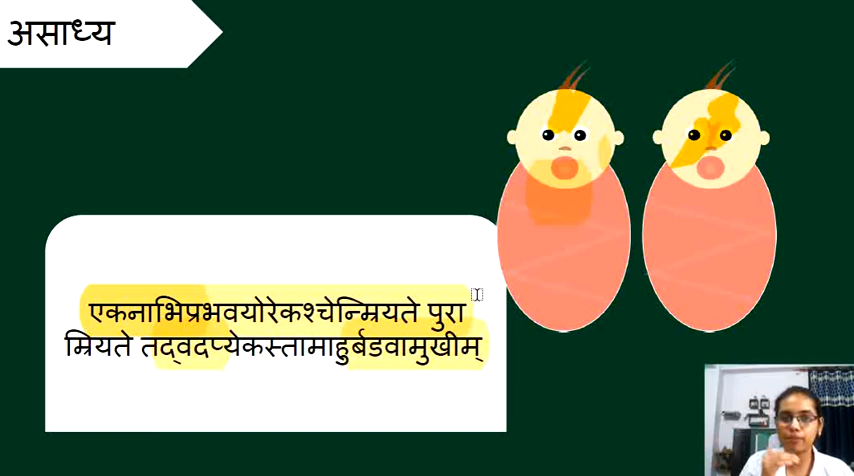 असाध्य
एकनाभिप्रभवयोरेकश्चेन्म्रियते पुरा
म्रियते तद्वदप्येकस्तामाहुर्बडवामुखीम्